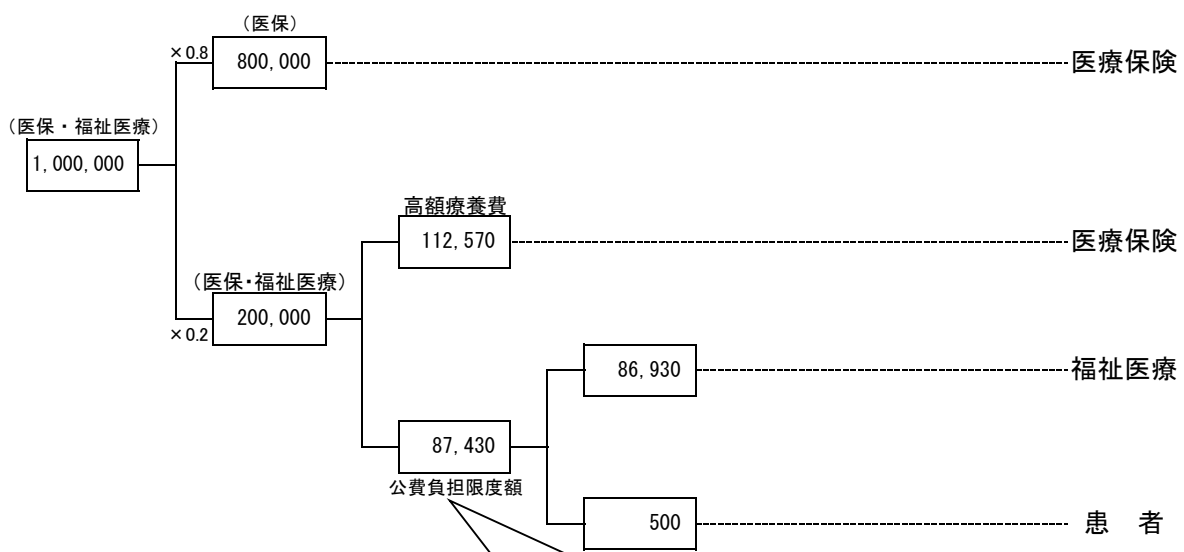 （医保）
×0.8
800,000
医療保険
（医保・福祉医療）
1,000,000
高額療養費
112,570
医療保険
（医保・福祉医療）
200,000
×0.2
86,930
福祉医療
87,430
公費負担限度額
500
患　者